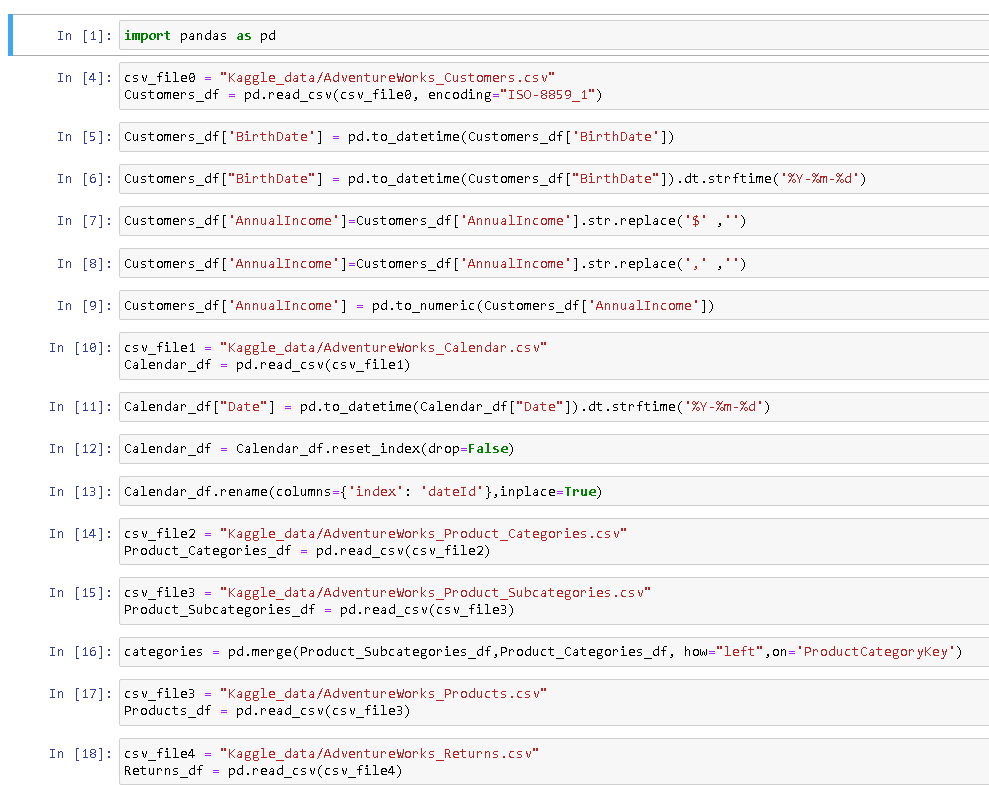 In [1]: import pandas as pd
In [4]: csv_file0 = "Kaggle_data/AdventureWorks_Customers.csv"
Customers_df = pd.read_csv(csv_file0, encoding="ISO-8859_1")
In [5]: Customers_df['BirthDate'] = pd.to_datetime(Customers_df['BirthDate'])
In [6]: Customers_df["BirthDate"] = pd.to_datetime(Customers_df["BirthDate"]).dt.strftime('%Y-%m-%d')
In [7]: Customers_df['AnnualIncome']=Customers_df['AnnualIncome'].str.replace('$' ,'')
In [8]: Customers_df['AnnualIncome']=Customers_df['AnnualIncome'].str.replace(',' ,'')
In [9]: Customers_df['AnnualIncome'] = pd.to_numeric(Customers_df['AnnualIncome'])
In [10]: csv_file1 = "Kaggle_data/AdventureWorks_Calendar.csv"
Calendar_df = pd.read_csv(csv_file1)
In [11]: Calendar_df["Date"] = pd.to_datetime(Calendar_df["Date"]).dt.strftime('%Y-%m-%d')
In [12]: Calendar_df = Calendar_df.reset_index(drop=False)
In [13]: Calendar_df.rename(columns={'index': 'dateId'},inplace=True)
In [14]: csv_file2 = "Kaggle_data/AdventureWorks_Product_Categories.csv"
Product_Categories_df = pd.read_csv(csv_file2)
In [15]: csv_file3 = "Kaggle_data/AdventureWorks_Product_Subcategories.csv"
Product_Subcategories_df = pd.read_csv(csv_file3)
In [16]: categories = pd.merge(Product_Subcategories_df,Product_Categories_df, how="left",on='ProductCategoryKey')
In [17]: csv_file3 = "Kaggle_data/AdventureWorks_Products.csv"
Products_df = pd.read_csv(csv_file3)
In [18]: csv_file4 = "Kaggle_data/AdventureWorks_Returns.csv"
Returns_df = pd.read_csv(csv_file4)